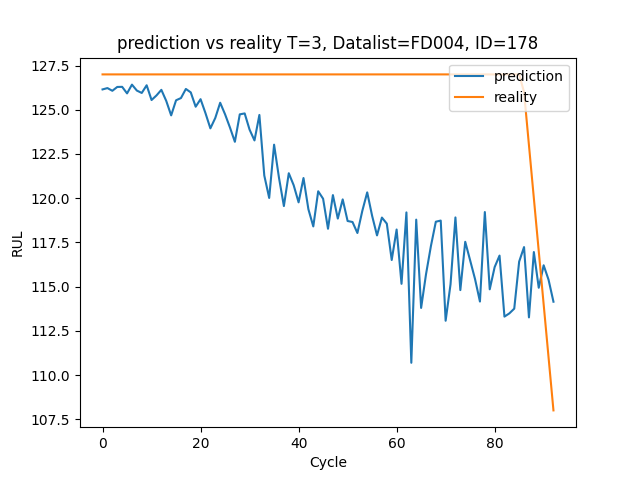 prediction vs reality T=3, Datalist=FD004, ID=178
127.5
125.0
122.5
120.0
117.5
115.0
112.5
110.0
107.5
RUL
prediction
reality
0 20 40 60 80
Cycle